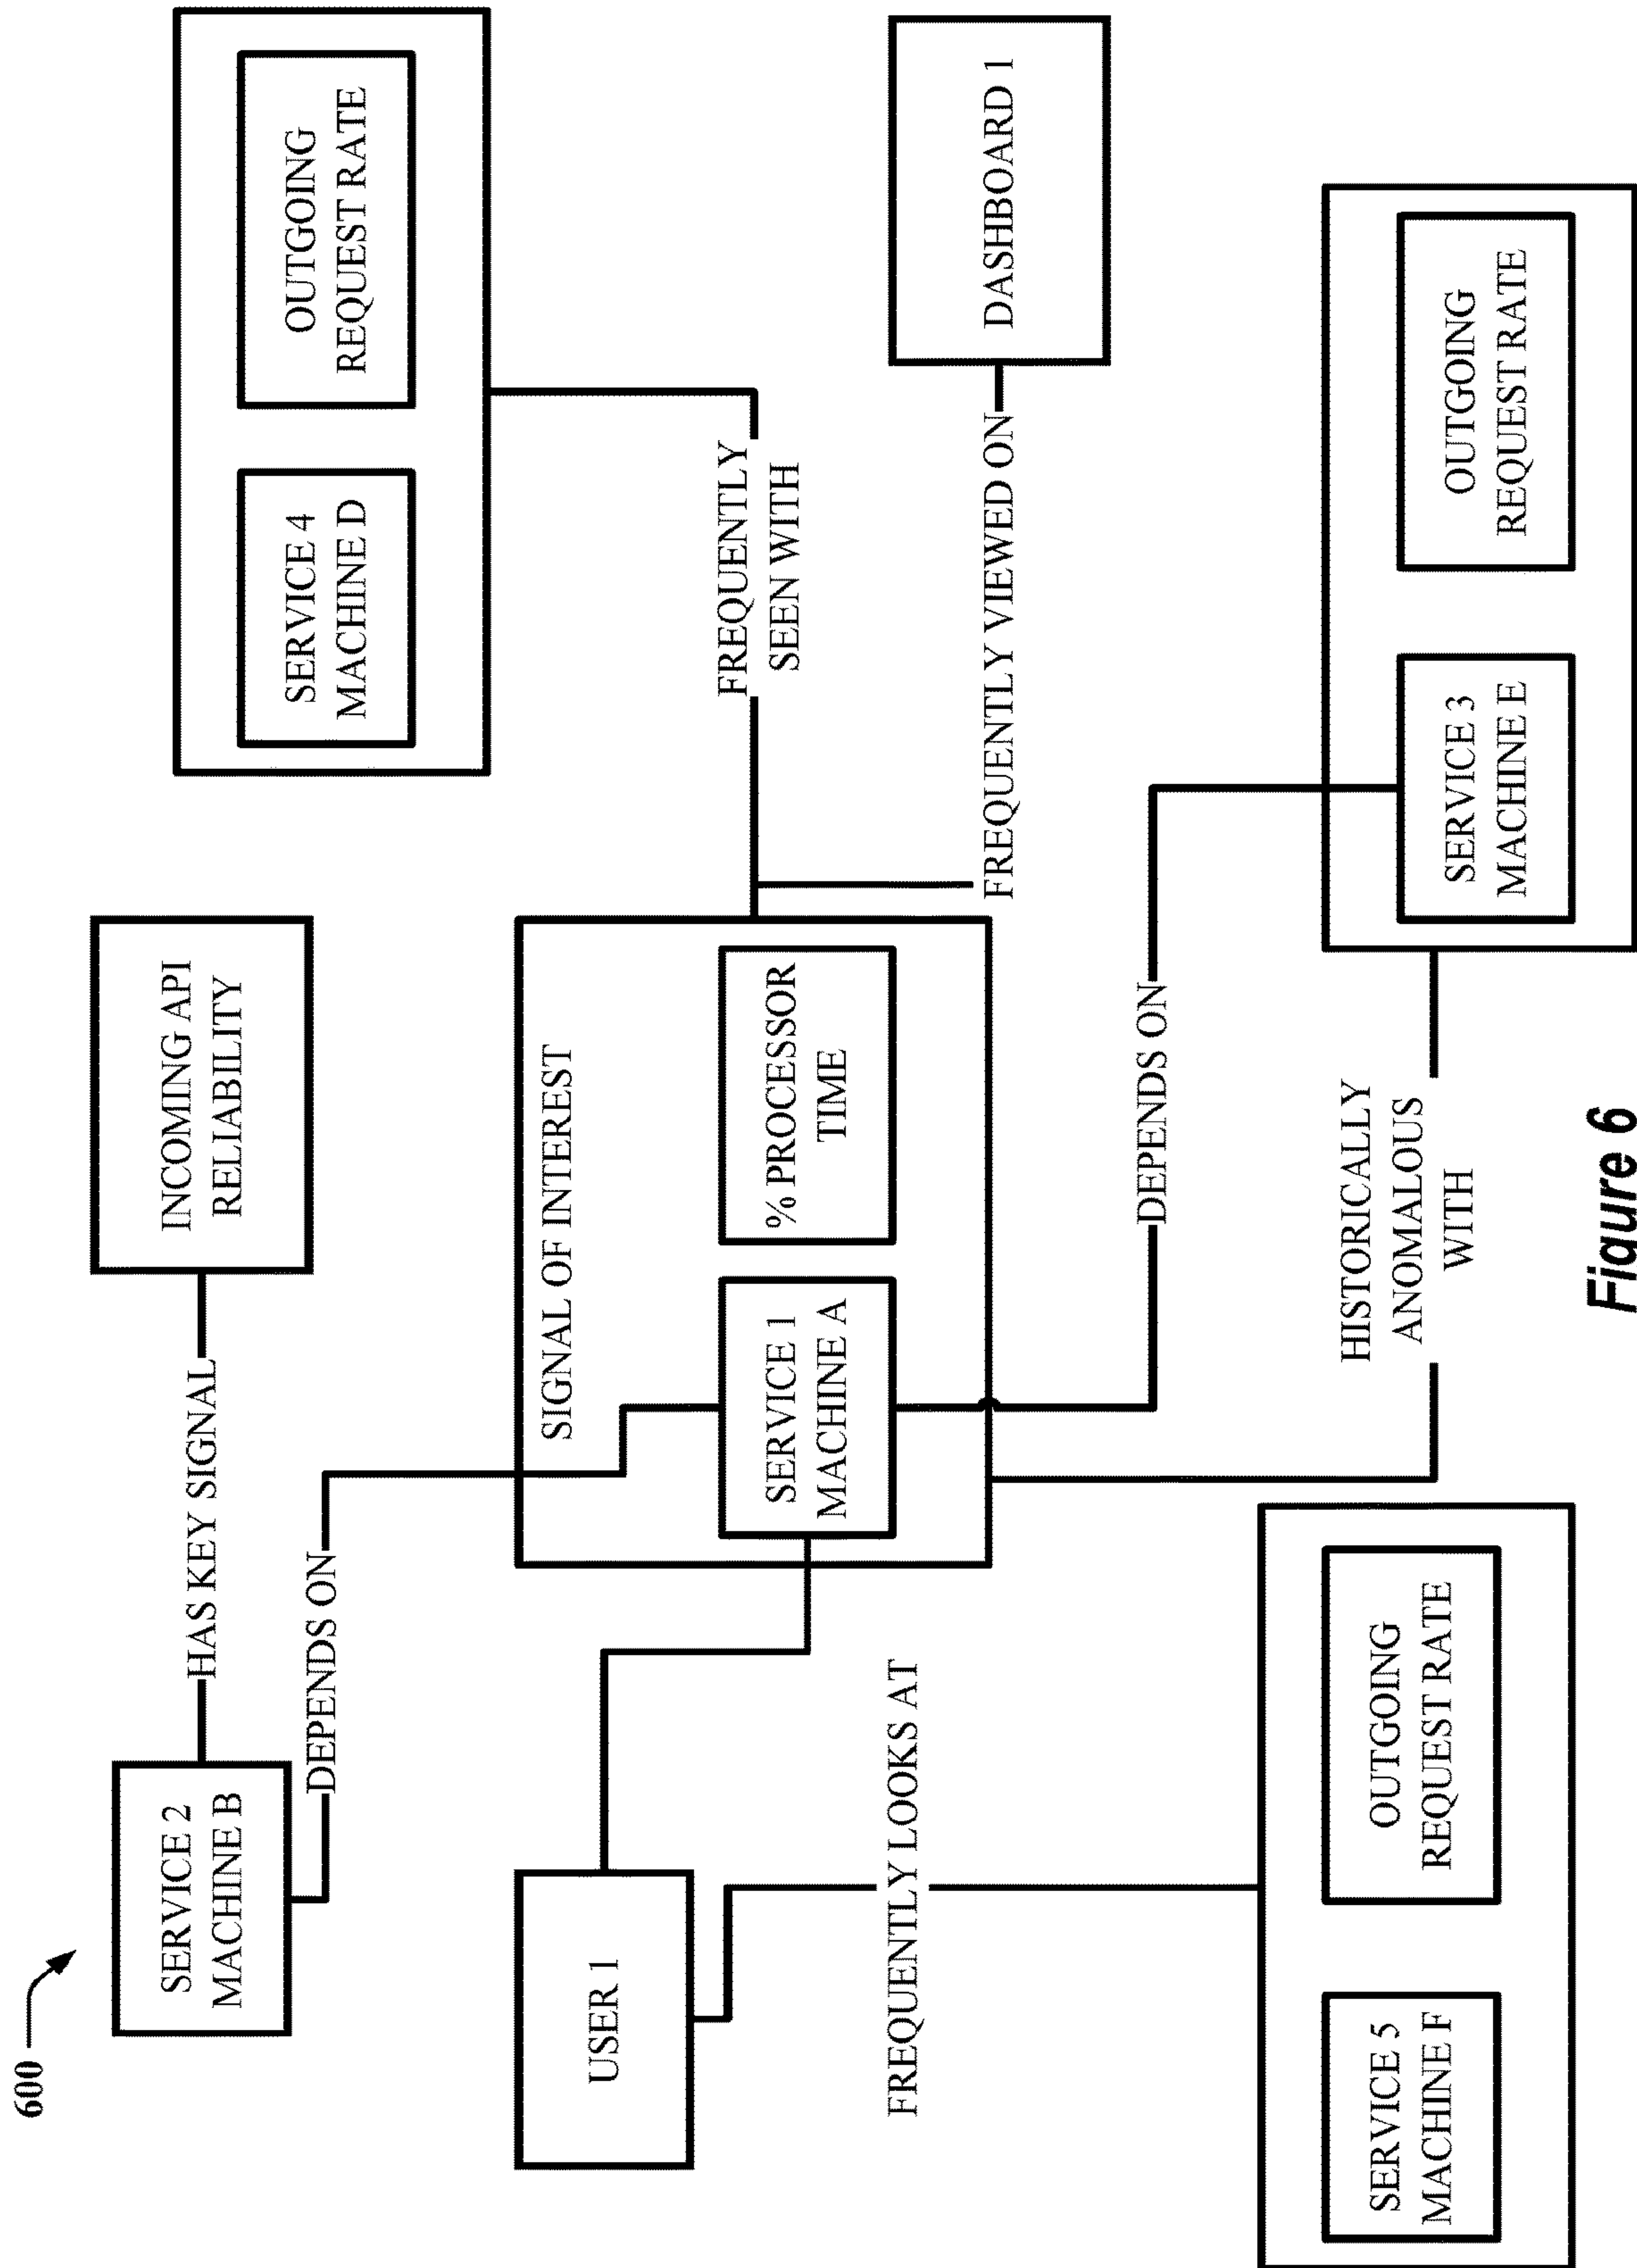 600
SERVICE 2
MACHINE B
HAS KEY SIGNAL
INCOMING API
RELIABILITY
DEPENDS ON
SERVICE 4
MACHINE D
OUTGOING
REQUEST RATE
USER 1
SIGNAL OF INTEREST
SERVICE 1
MACHINE A
% PROCESSOR
TIME
FREQUENTLY
SEEN WITH
FREQUENTLY LOOKS AT
FREQUENTLY VIEWED ON
DASHBOARD 1
DEPENDS ON
SERVICE 5
MACHINE F
OUTGOING
REQUEST RATE
HISTORICALLY
ANOMALOUS
WITH
SERVICE 3
MACHINE E
OUTGOING
REQUEST RATE
Figure 6